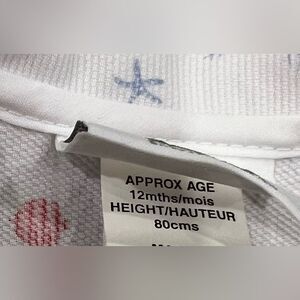 APPROX AGE
12mths/mois
HEIGHT/HAUTEUR
80cms